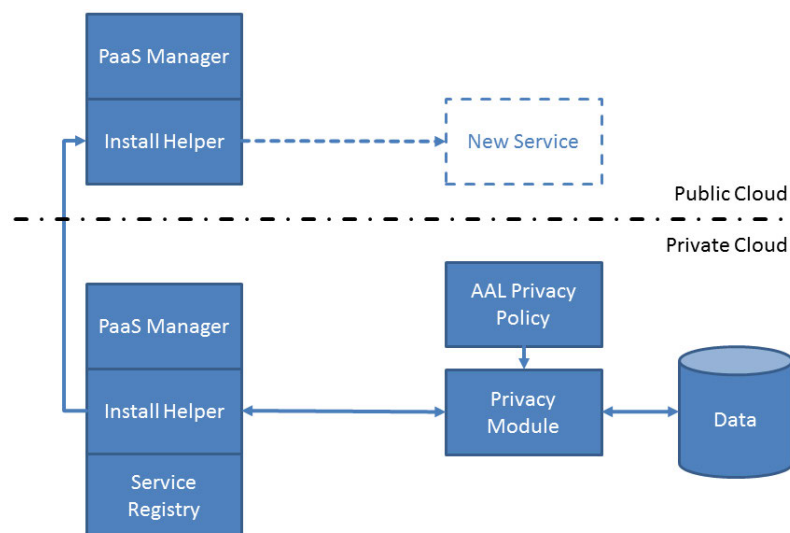 PaaS Manager
Install Helper
New Service
Public Cloud
Private Cloud
PaaS Manager
AAL Privacy
Policy
Install Helper
Privacy
Module
Data
Service
Registry